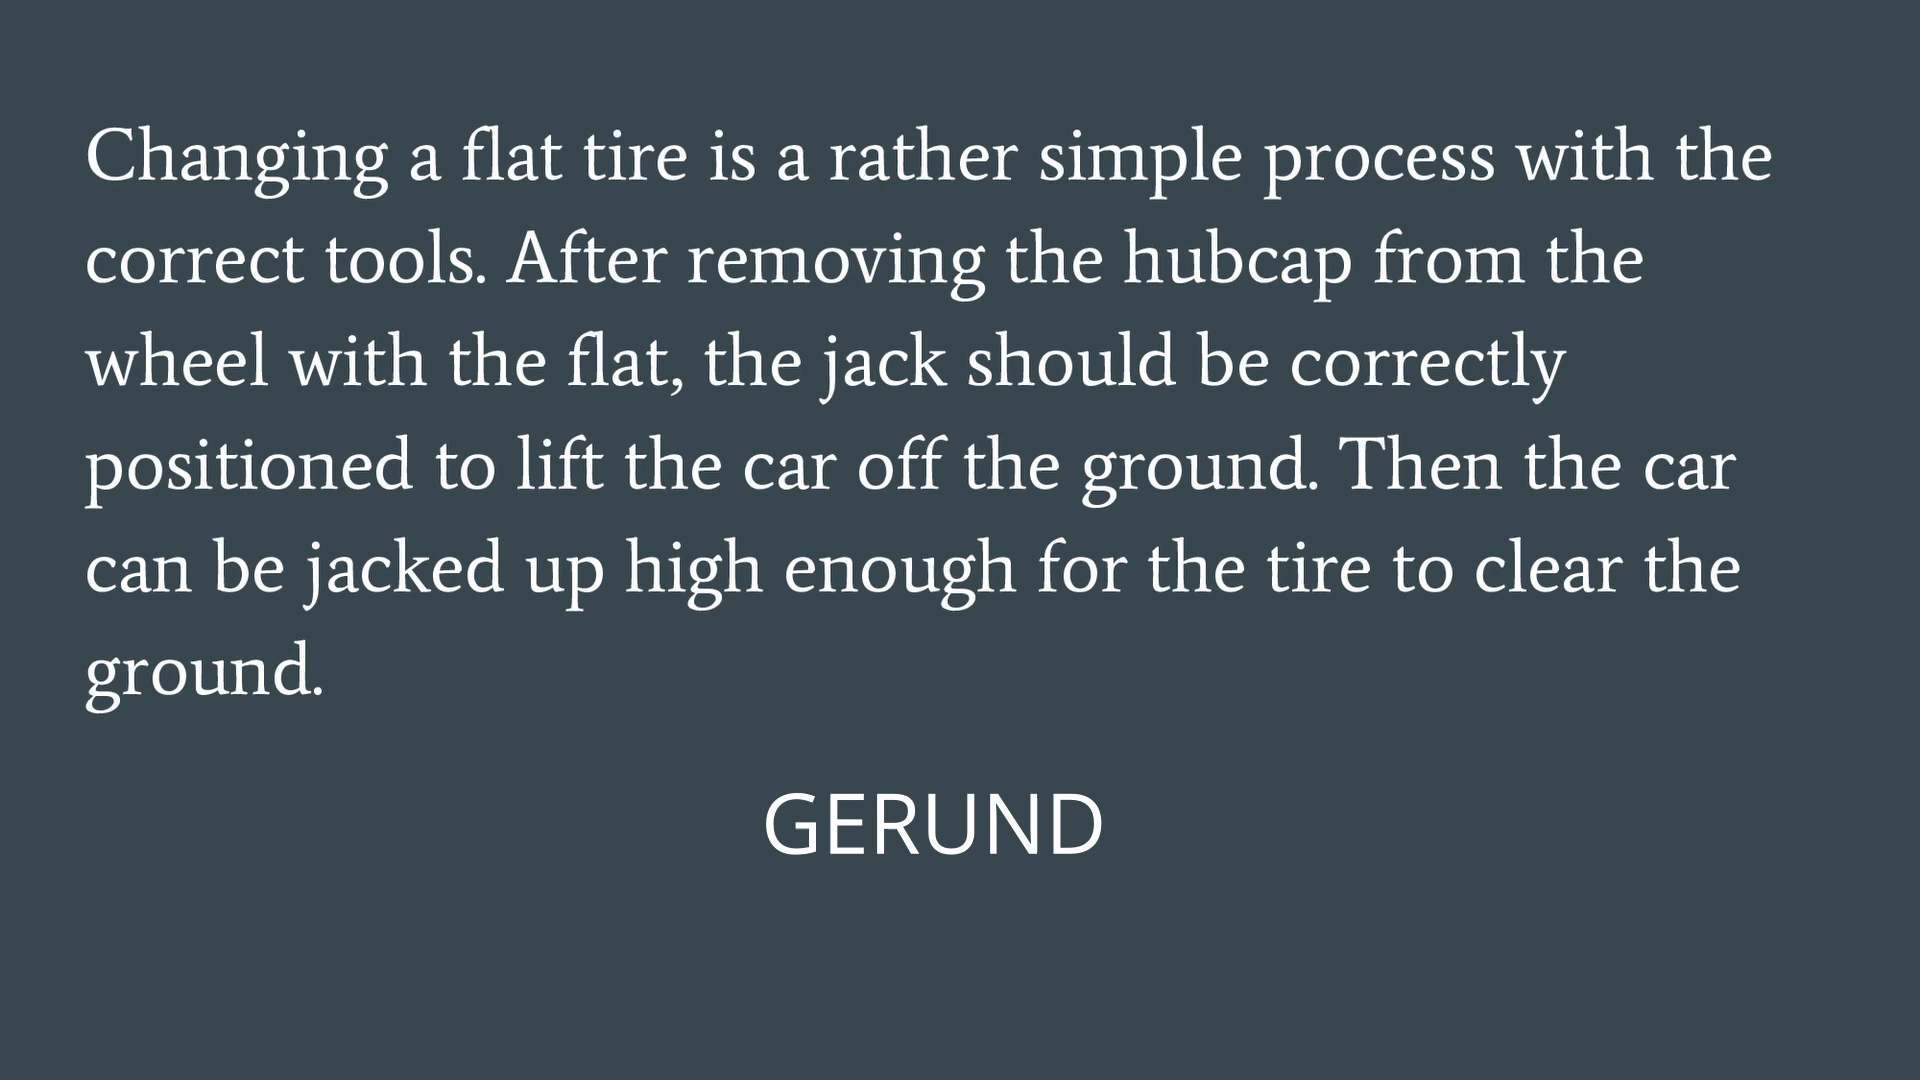 Changing a flat tire is a rather simple process with the
correct tools. After removing the hubcap from the
wheel with the flat, the jack should be correctly
positioned to lift the car off the ground. Then the car
can be jacked up high enough for the tire to clear the
ground.
GERUND